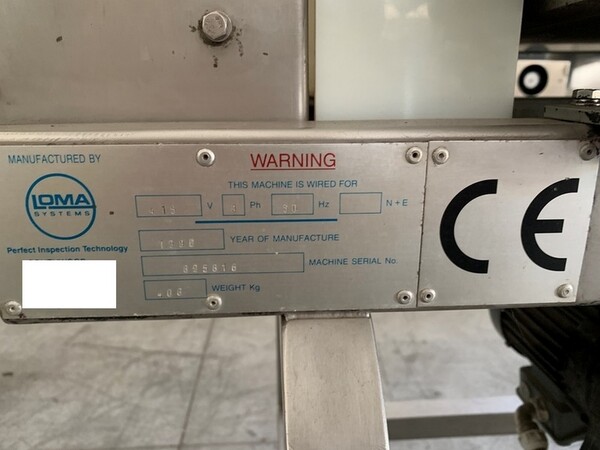 MANUFACTURED BY
LOMA
SYSTEMS
Perfect Inspection Technology
WARNING
THIS MACHINE IS WIRED FOR
V Ph Hz N + E
YEAR OF MANUFACTURE
MACHINE SERIAL No.
WEIGHT Kg
CE